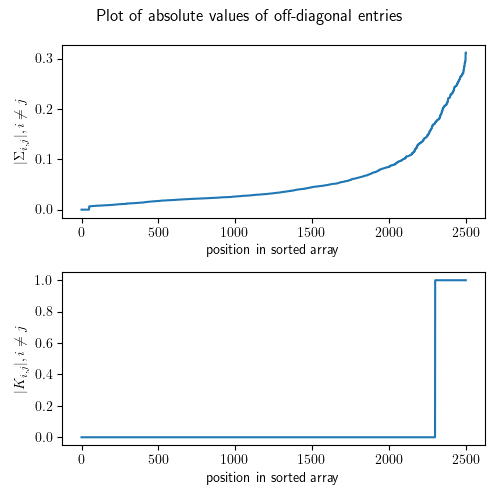 Plot of absolute values of off-diagonal entries
0.3
0.2
0.1
0.0
|Σ_{i,j}|, i ≠ j
0 500 1000 1500 2000 2500
position in sorted array
1.0
0.8
0.6
0.4
0.2
0.0
|K_{i,j}|, i ≠ j
0 500 1000 1500 2000 2500
position in sorted array